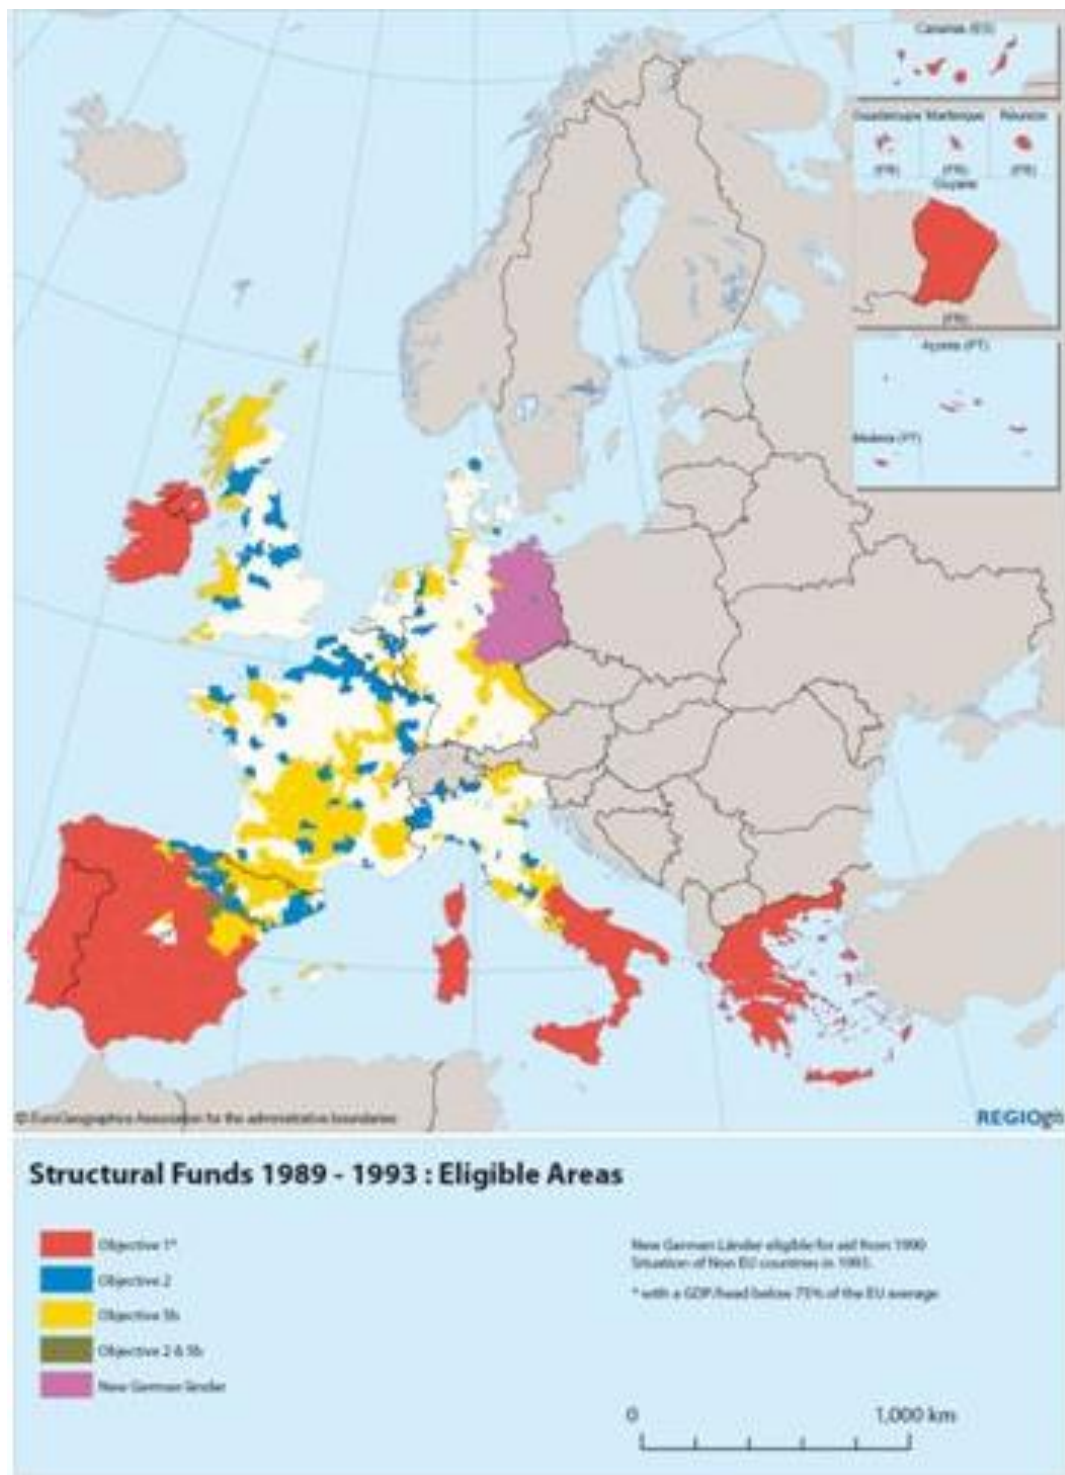 Canarias (ES)
Guadeloupe Martinique Réunion
(FR) (FR) (FR)
Guyane
(FR)
Açores (PT)
Madeira (PT)
© EuroGeographics Association for the administrative boundaries
REGIOgis
Structural Funds 1989 - 1993 : Eligible Areas
Objective 1*
Objective 2
Objective 5b
Objective 2 & 5b
New German länder
New German Länder eligible for aid from 1990
Situation of Non EU countries in 1993.
* with a GDP/head below 75% of the EU average
0 1,000 km